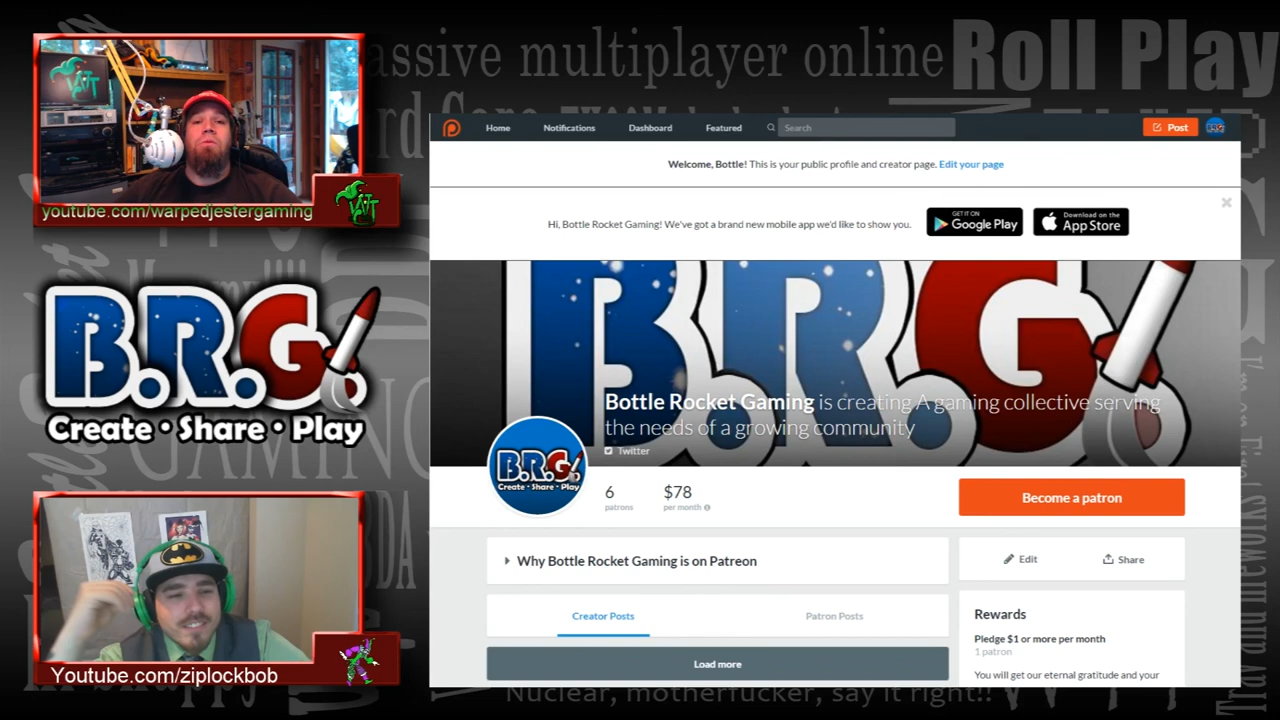 assive multiplayer online
Roll Play
Home
Notifications
Dashboard
Featured
Search
Post
Welcome, Bottle! This is your public profile and creator page. Edit your page
Hi, Bottle Rocket Gaming! We've got a brand new mobile app we'd like to show you.
GET IT ON
Google Play
Download on the
App Store
youtube.com/warpedjestergaming
B.R.G!
Create • Share • Play
B.R.G!
Bottle Rocket Gaming is creating A gaming collective serving
the needs of a growing community
Twitter
B.R.G!
Create • Share • Play
6
patrons
$78
per month
Become a patron
Why Bottle Rocket Gaming is on Patreon
Edit
Share
Creator Posts
Patron Posts
Rewards
Pledge $1 or more per month
1 patron
You will get our eternal gratitude and your
Load more
Youtube.com/ziplockbob
Nuclear, motherfucker, say it right!!
GAMING